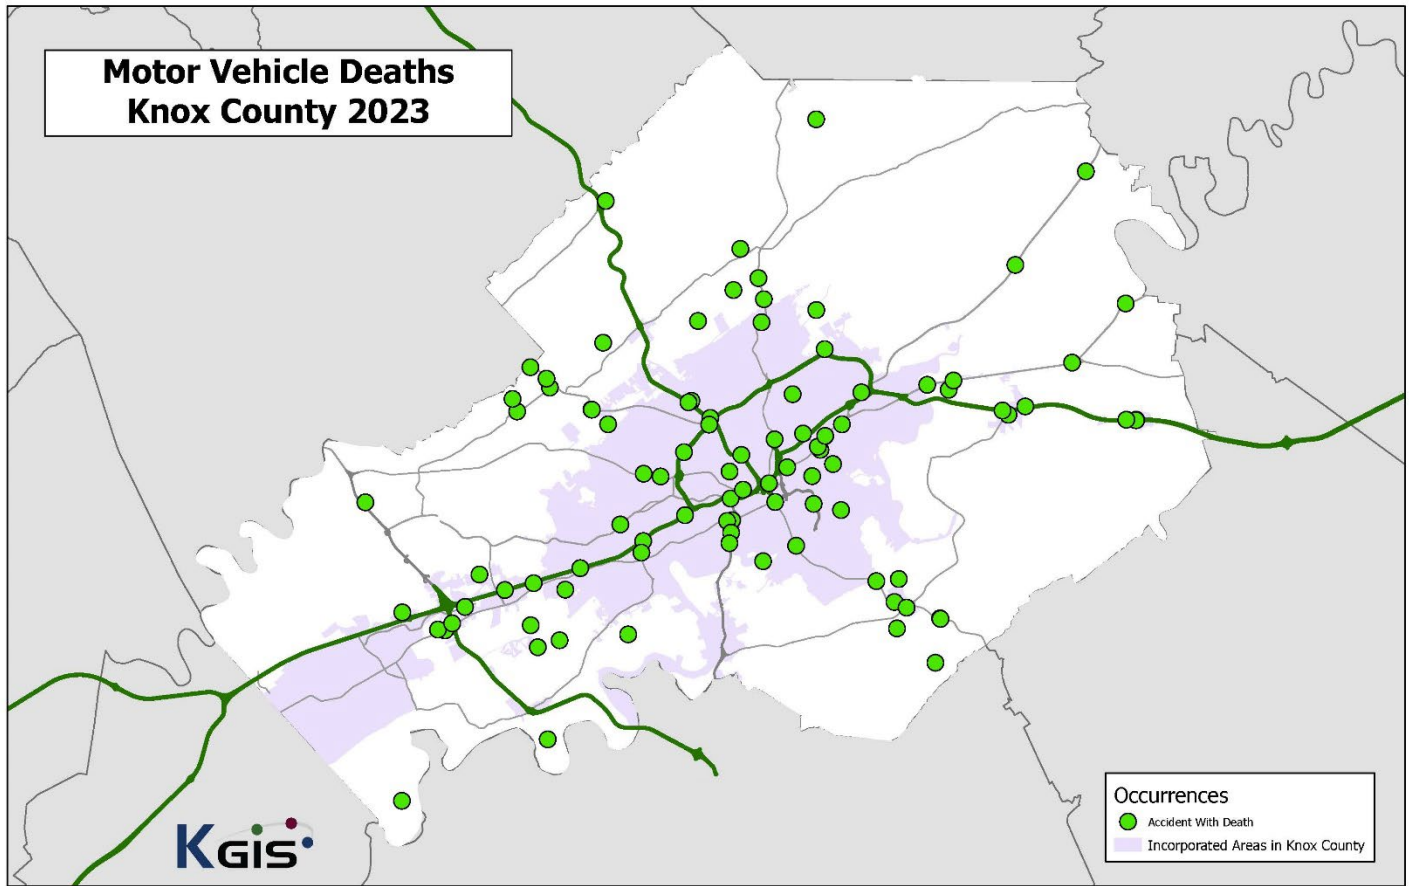 Motor Vehicle Deaths
Knox County 2023
Occurrences
Accident With Death
Incorporated Areas in Knox County
KGIS